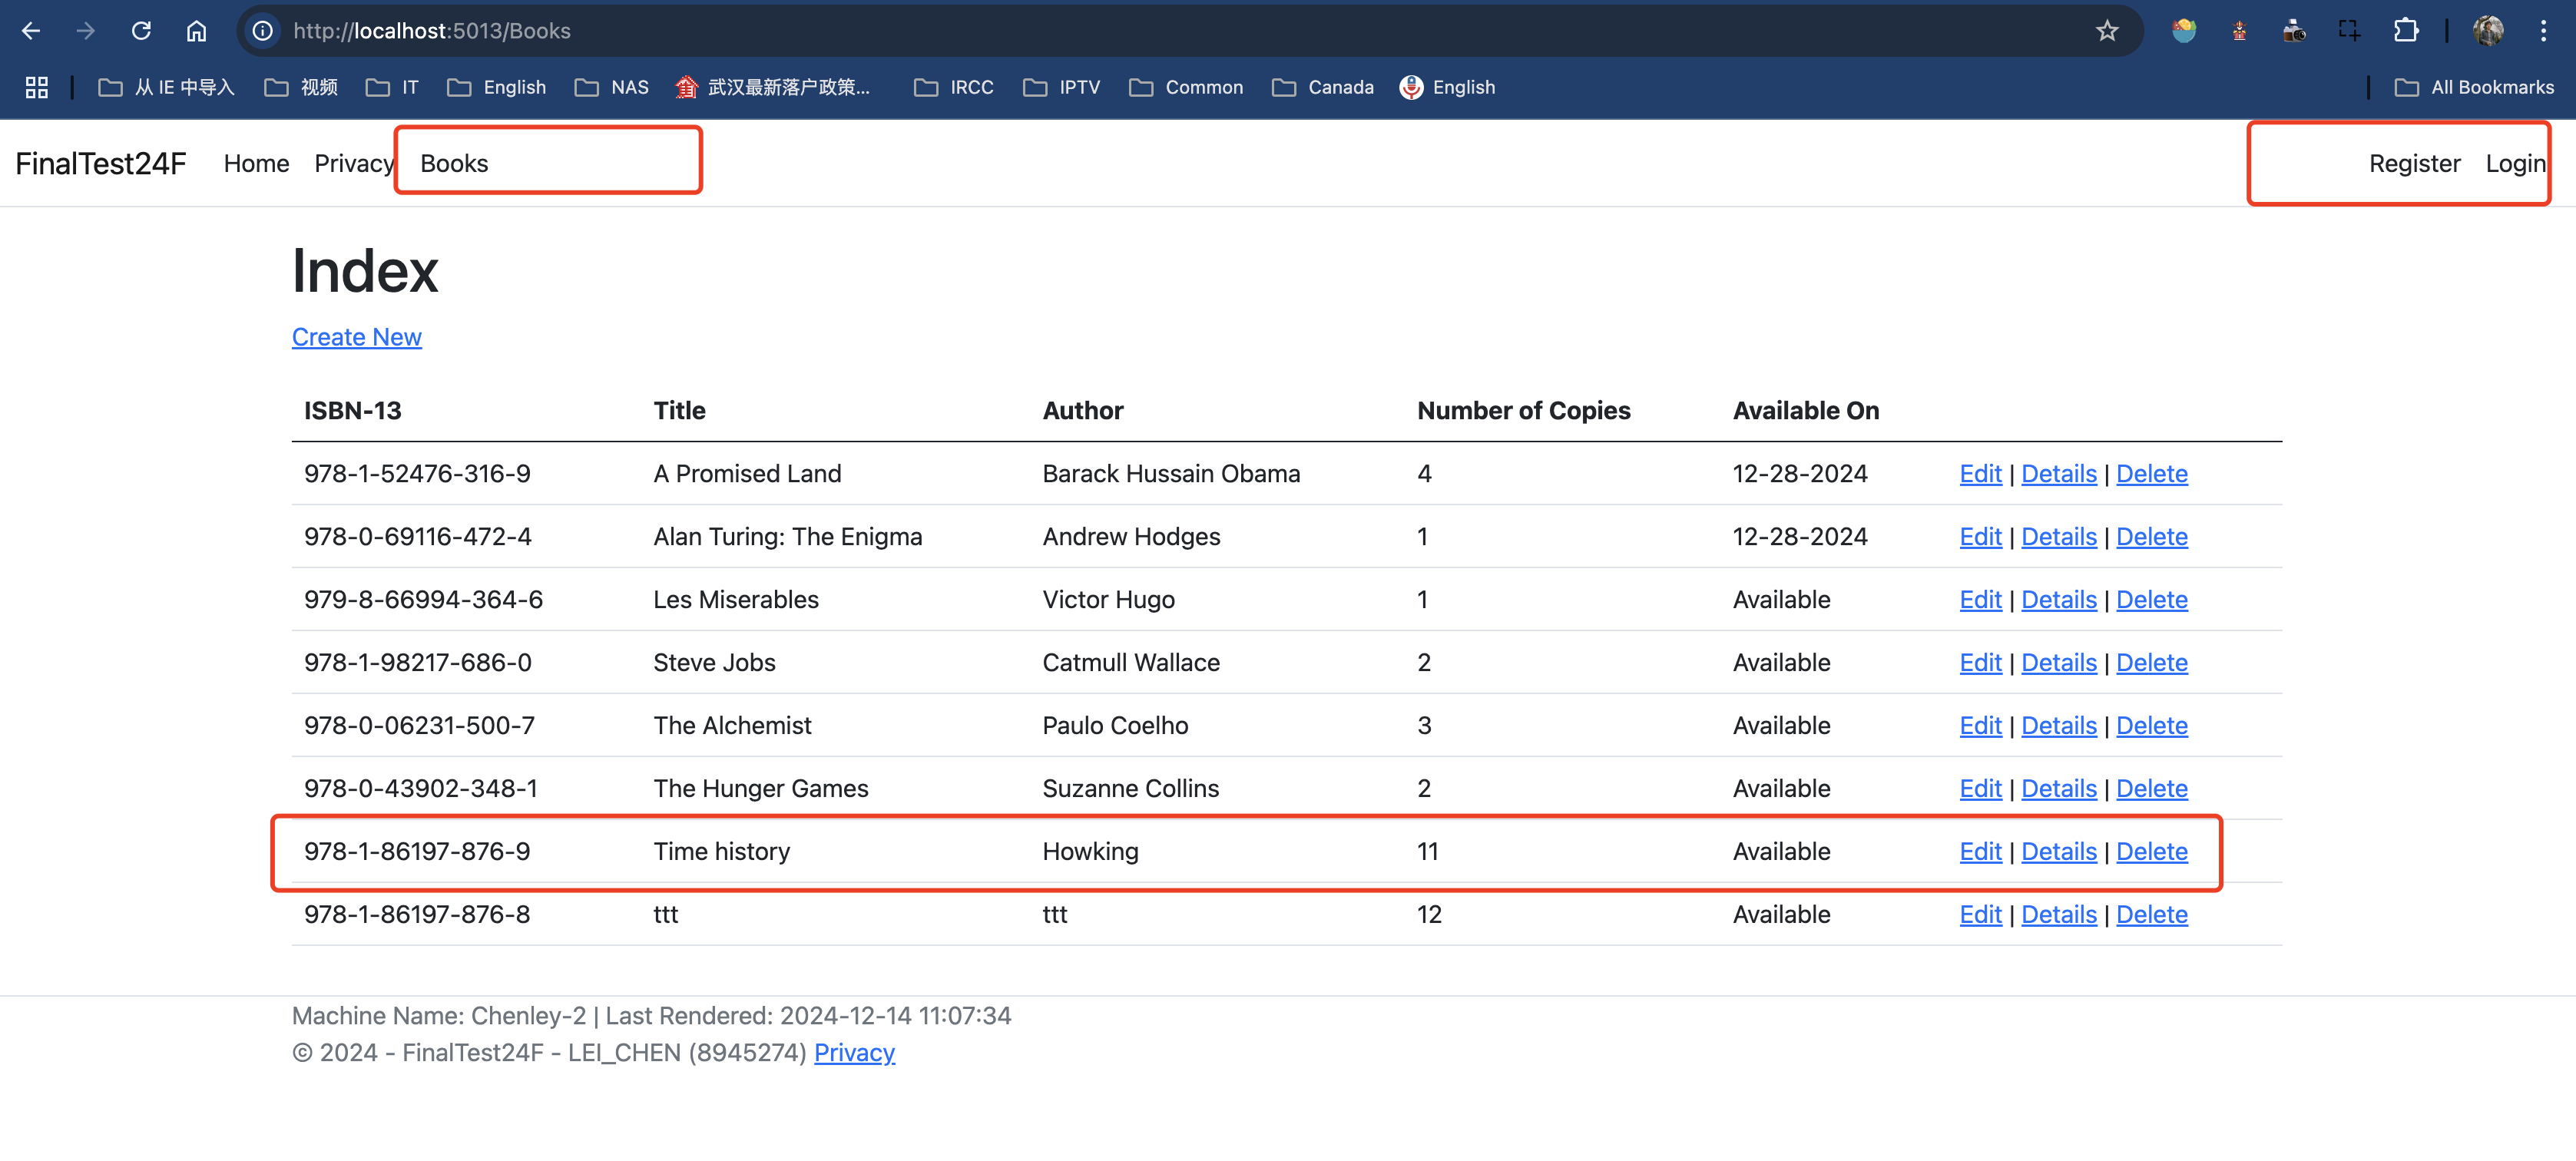 http://localhost:5013/Books
从 IE 中导入 视频 IT English NAS 武汉最新落户政策... IRCC IPTV Common Canada English All Bookmarks
FinalTest24F Home Privacy Books Register Login
Index
Create New
ISBN-13 Title Author Number of Copies Available On
978-1-52476-316-9 A Promised Land Barack Hussain Obama 4 12-28-2024 Edit | Details | Delete
978-0-69116-472-4 Alan Turing: The Enigma Andrew Hodges 1 12-28-2024 Edit | Details | Delete
979-8-66994-364-6 Les Miserables Victor Hugo 1 Available Edit | Details | Delete
978-1-98217-686-0 Steve Jobs Catmull Wallace 2 Available Edit | Details | Delete
978-0-06231-500-7 The Alchemist Paulo Coelho 3 Available Edit | Details | Delete
978-0-43902-348-1 The Hunger Games Suzanne Collins 2 Available Edit | Details | Delete
978-1-86197-876-9 Time history Howking 11 Available Edit | Details | Delete
978-1-86197-876-8 ttt ttt 12 Available Edit | Details | Delete
Machine Name: Chenley-2 | Last Rendered: 2024-12-14 11:07:34
© 2024 - FinalTest24F - LEI_CHEN (8945274) Privacy